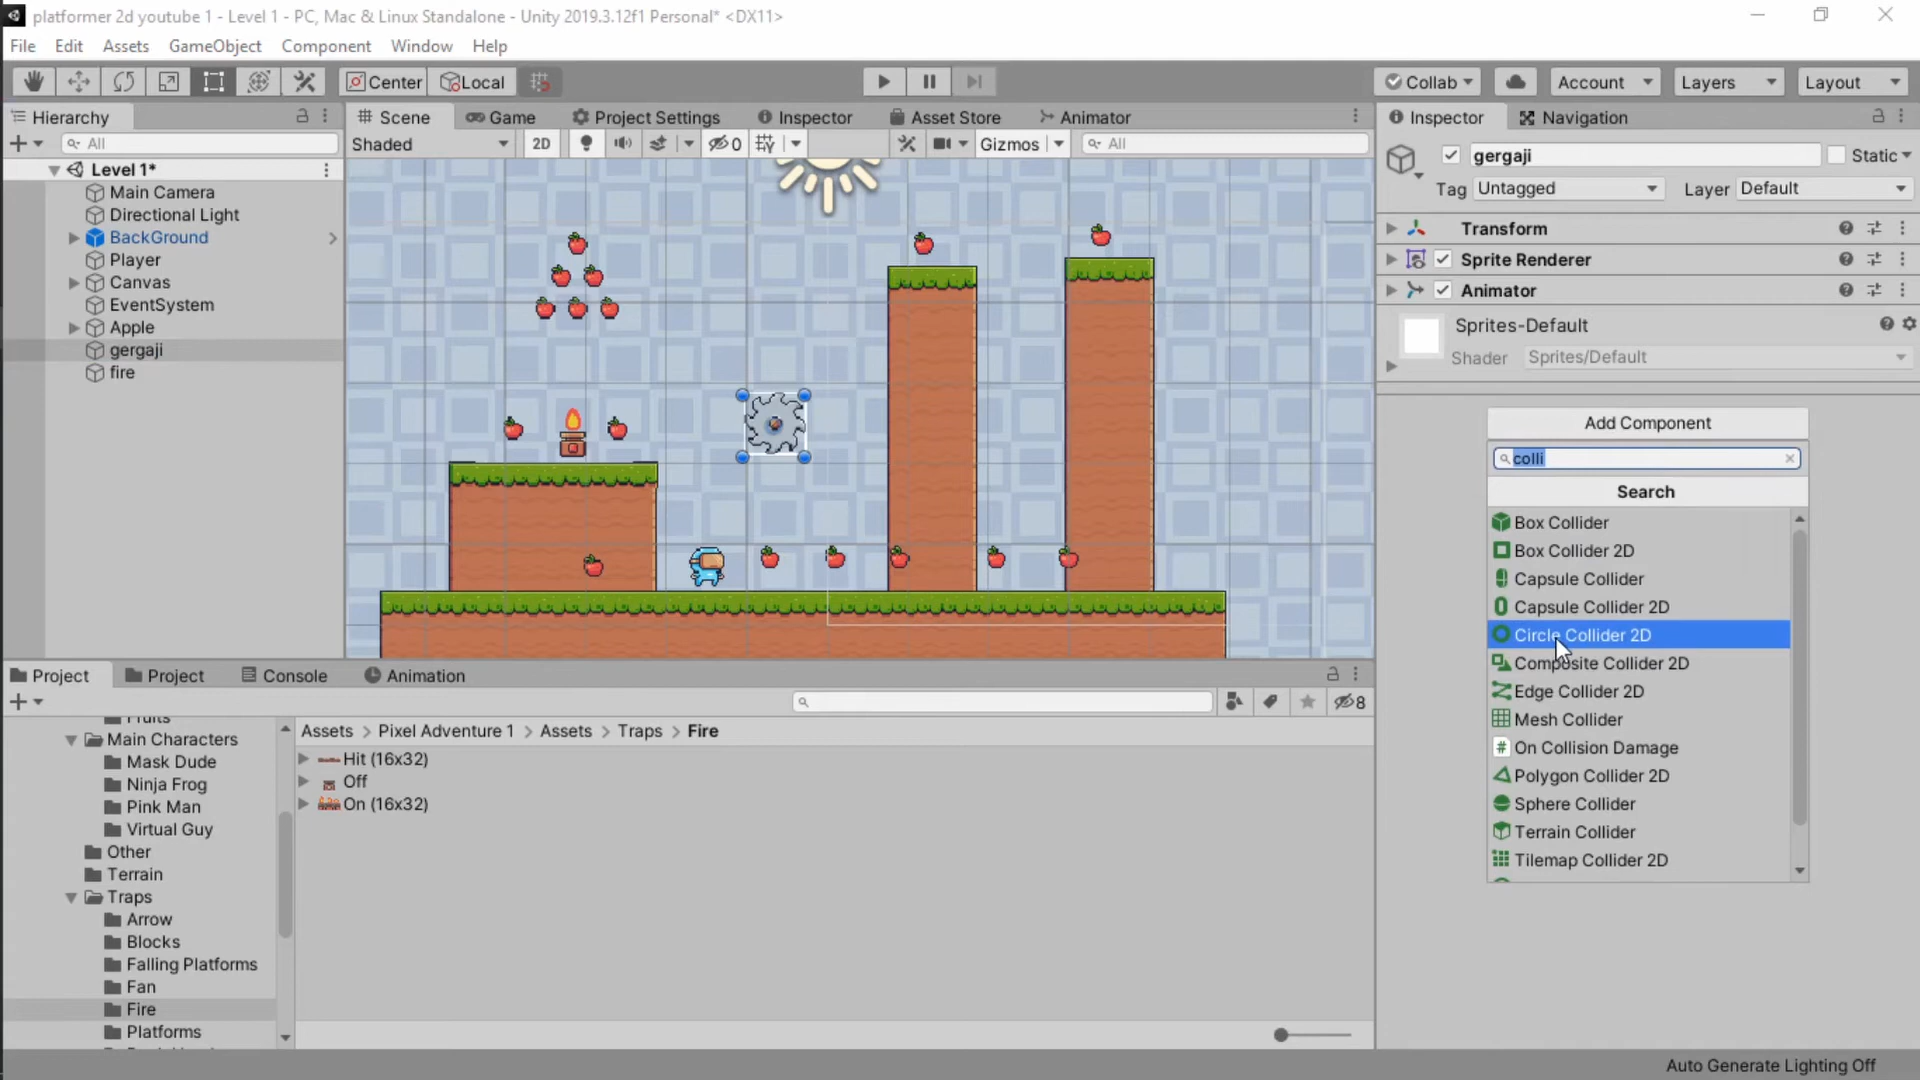 platformer 2d youtube 1 - Level 1 - PC, Mac & Linux Standalone - Unity 2019.3.12f1 Personal* <DX11>
File Edit Assets GameObject Component Window Help
Center Local Collab Account Layers Layout
Hierarchy
All
Level 1*
Main Camera
Directional Light
BackGround
Player
Canvas
EventSystem
Apple
gergaji
fire
Scene Game Project Settings Inspector Asset Store Animator
Shaded 2D 0 Gizmos All
Inspector Navigation
gergaji Static
Tag Untagged Layer Default
Transform
Sprite Renderer
Animator
Sprites-Default
Shader Sprites/Default
Add Component
colli
Search
Box Collider
Box Collider 2D
Capsule Collider
Capsule Collider 2D
Circle Collider 2D
Composite Collider 2D
Edge Collider 2D
Mesh Collider
On Collision Damage
Polygon Collider 2D
Sphere Collider
Terrain Collider
Tilemap Collider 2D
Project Project Console Animation
8
Fruits
Main Characters
Mask Dude
Ninja Frog
Pink Man
Virtual Guy
Other
Terrain
Traps
Arrow
Blocks
Falling Platforms
Fan
Fire
Platforms
Assets > Pixel Adventure 1 > Assets > Traps > Fire
Hit (16x32)
Off
On (16x32)
Auto Generate Lighting Off